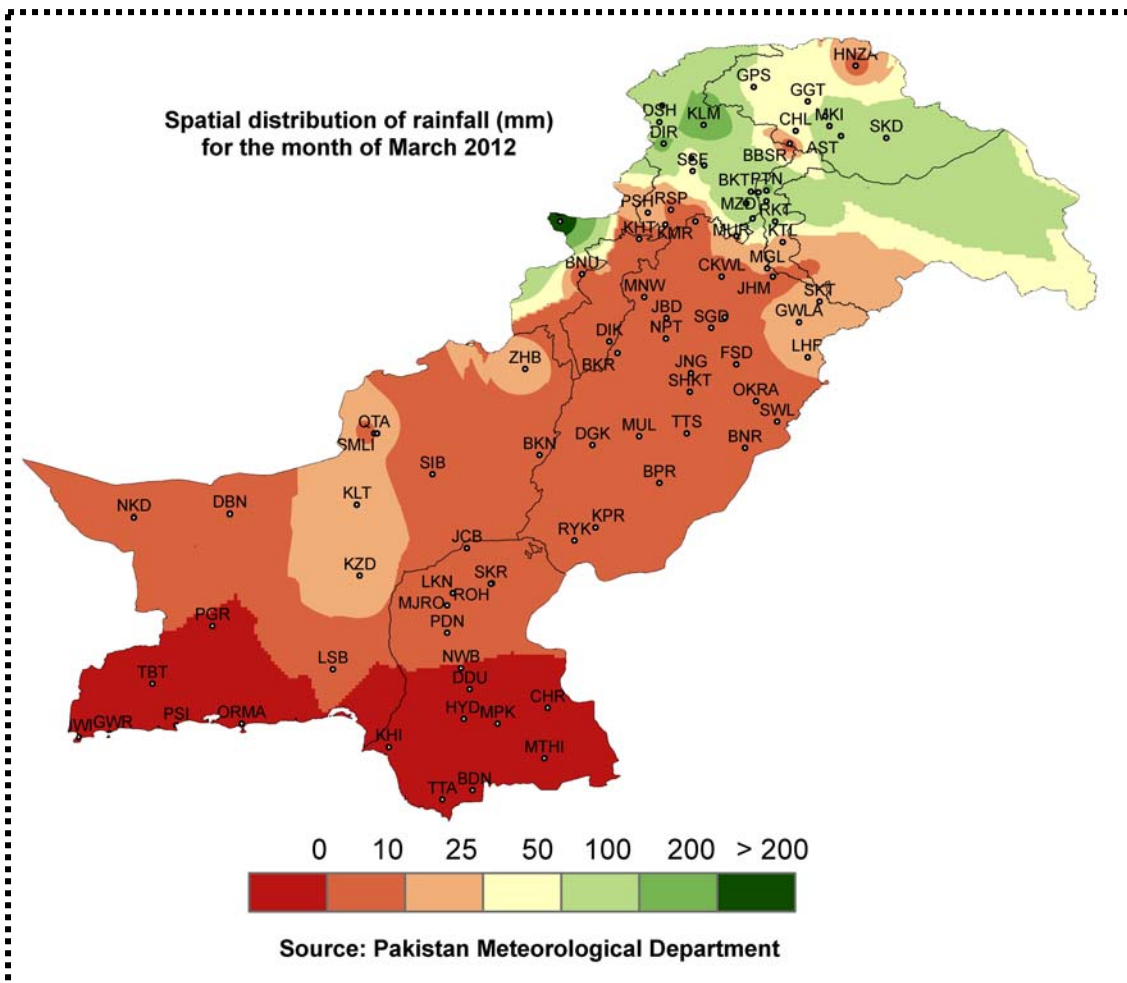 Spatial distribution of rainfall (mm)
for the month of March 2012
HNZA
GPS
GGT
DSH
KLM
CHL
MKI
SKD
DIR
BBSR
AST
BKT
PTN
PSH
RSP
MZD
RKT
KHT
KMR
MUR
KTL
BNU
MGL
CKWL
JHM
MNW
SKT
JBD
SGD
GWLA
DIK
NPT
LHF
ZHB
BKR
JNG
FSD
SHKT
OKRA
SWL
QTA
SMLI
DGK
MUL
TTS
BNR
BKN
SIB
BPR
NKD
DBN
KLT
RYK
KPR
JCB
KZD
LKN
SKR
ROH
MJRO
PDN
PGR
LSB
NWB
TBT
DDU
CHR
GWR
PSI
ORMA
HYD
MPK
KHI
MTHI
TTA
BDN
0 10 25 50 100 200 > 200
Source: Pakistan Meteorological Department